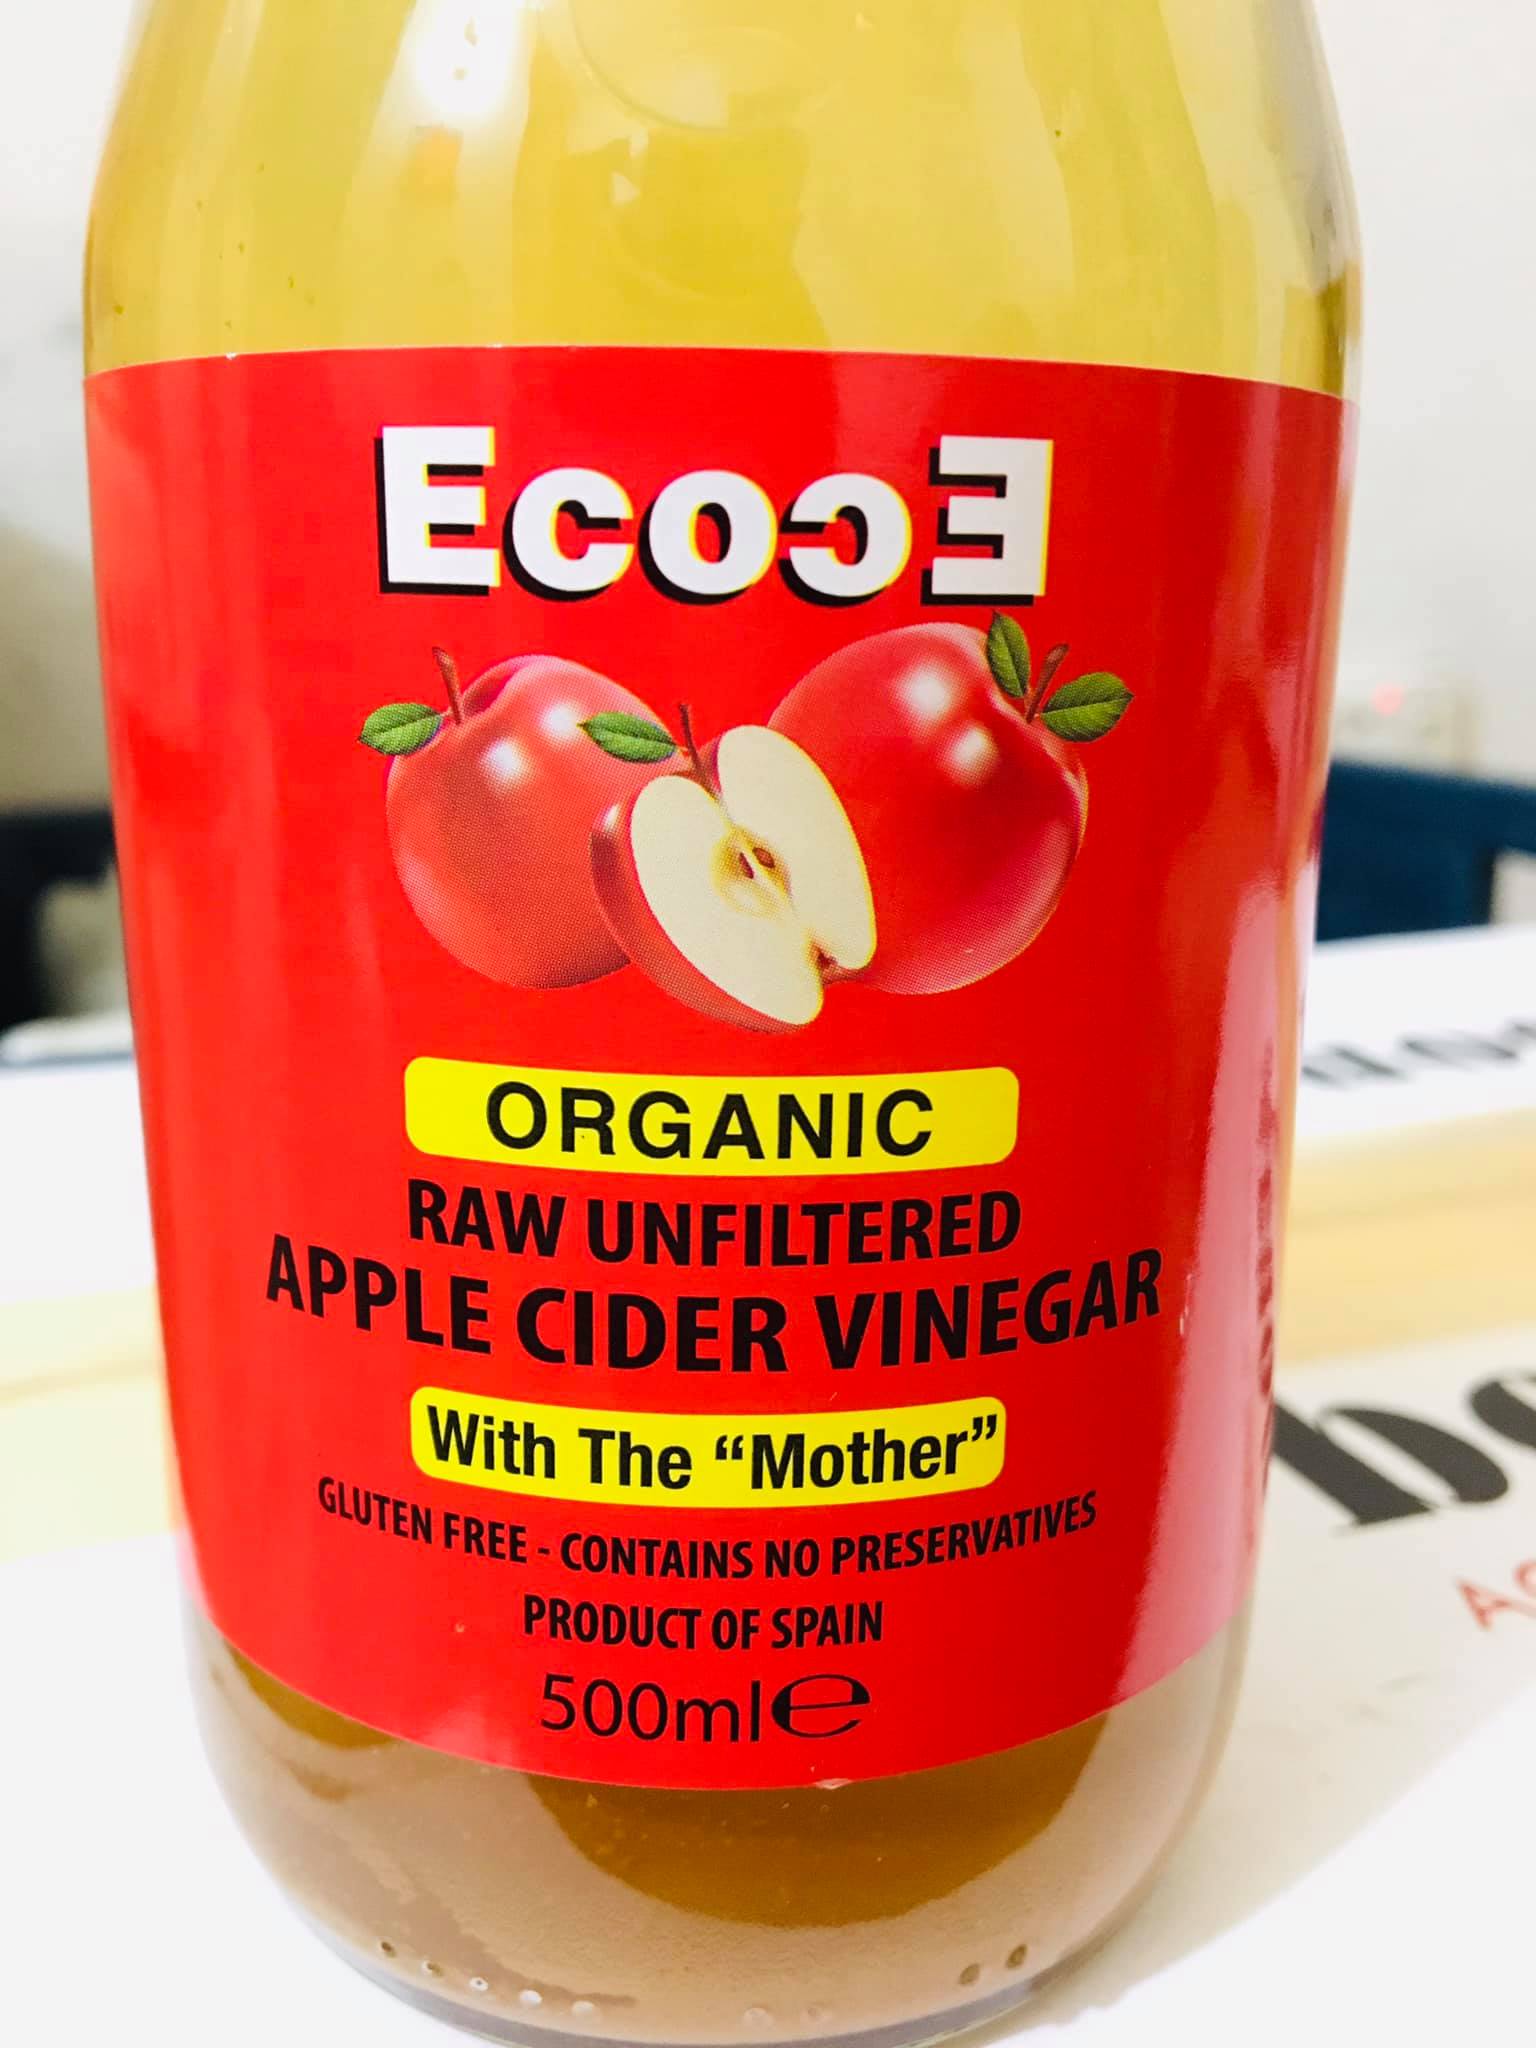 EcocE
ORGANIC
RAW UNFILTERED
APPLE CIDER VINEGAR
With The “Mother”
GLUTEN FREE - CONTAINS NO PRESERVATIVES
PRODUCT OF SPAIN
500ml℮